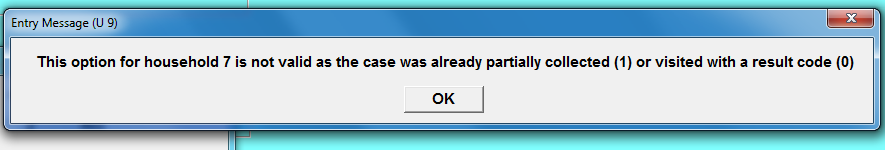 Entry Message (U 9)
This option for household 7 is not valid as the case was already partially collected (1) or visited with a result code (0)
OK